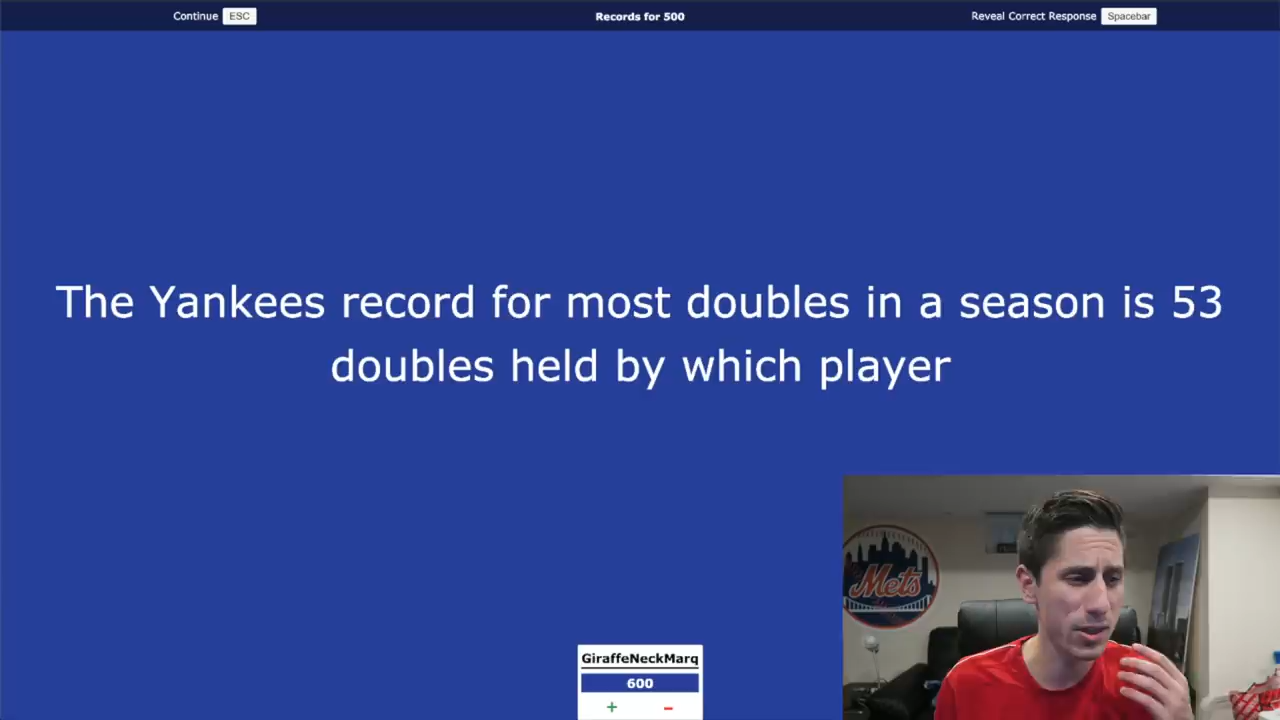 Continue ESC
Records for 500
Reveal Correct Response Spacebar
The Yankees record for most doubles in a season is 53
doubles held by which player
Mets
GiraffeNeckMarq
600
+ −